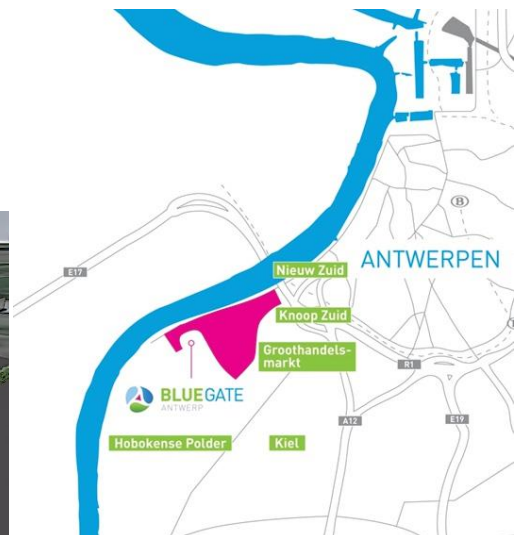 B
ANTWERPEN
E17
Nieuw Zuid
Knoop Zuid
Groothandels-
markt
R1
BLUEGATE
ANTWERP
A12
E19
Hobokense Polder
Kiel